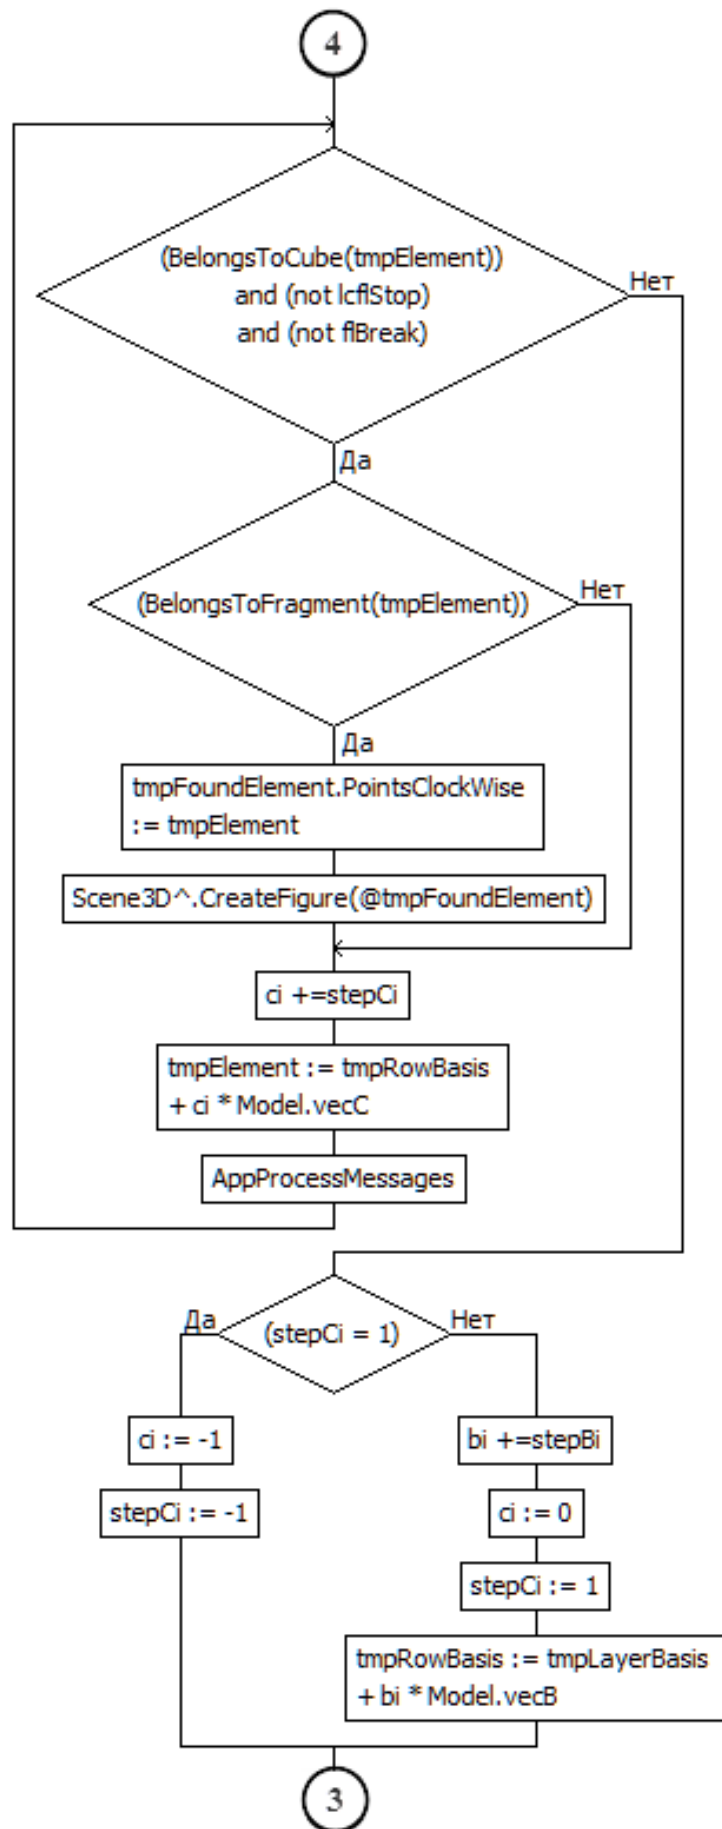 4
(BelongsToCube(tmpElement))
and (not lcflStop)
and (not flBreak)
Нет
Да
(BelongsToFragment(tmpElement))
Нет
Да
tmpFoundElement.PointsClockWise
:= tmpElement
Scene3D^.CreateFigure(@tmpFoundElement)
ci +=stepCi
tmpElement := tmpRowBasis
+ ci * Model.vecC
AppProcessMessages
Да
(stepCi = 1)
Нет
ci := -1
bi +=stepBi
stepCi := -1
ci := 0
stepCi := 1
tmpRowBasis := tmpLayerBasis
+ bi * Model.vecB
3